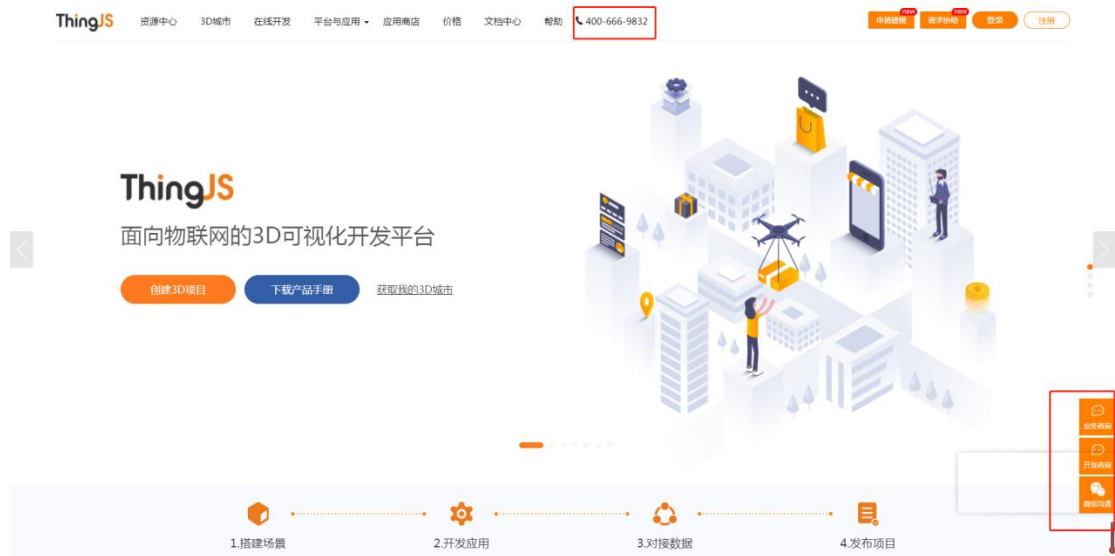 ThingJS 资源中心 3D城市 在线开发 平台与应用 应用商店 价格 文档中心 帮助 400-666-9832 申请建模 new 请求协助 new 登录 注册
ThingJS
面向物联网的3D可视化开发平台
创建3D项目 下载产品手册 获取我的3D城市
业务咨询
开发咨询
微信沟通
1.搭建场景 2.开发应用 3.对接数据 4.发布项目